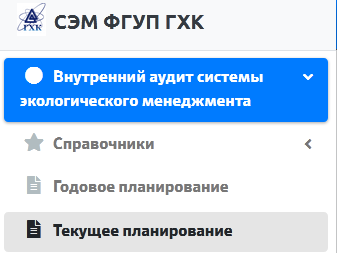 ГХК
СЭМ ФГУП ГХК
Внутренний аудит системы
экологического менеджмента
Справочники
Годовое планирование
Текущее планирование